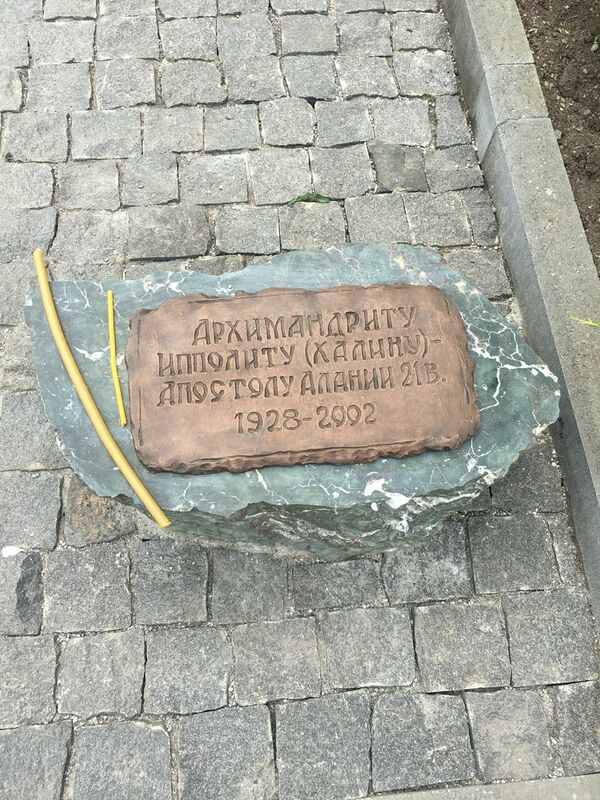 Архимандриту
Ипполиту (Халину)-
Апостолу Алании 21 в.
1928-2002